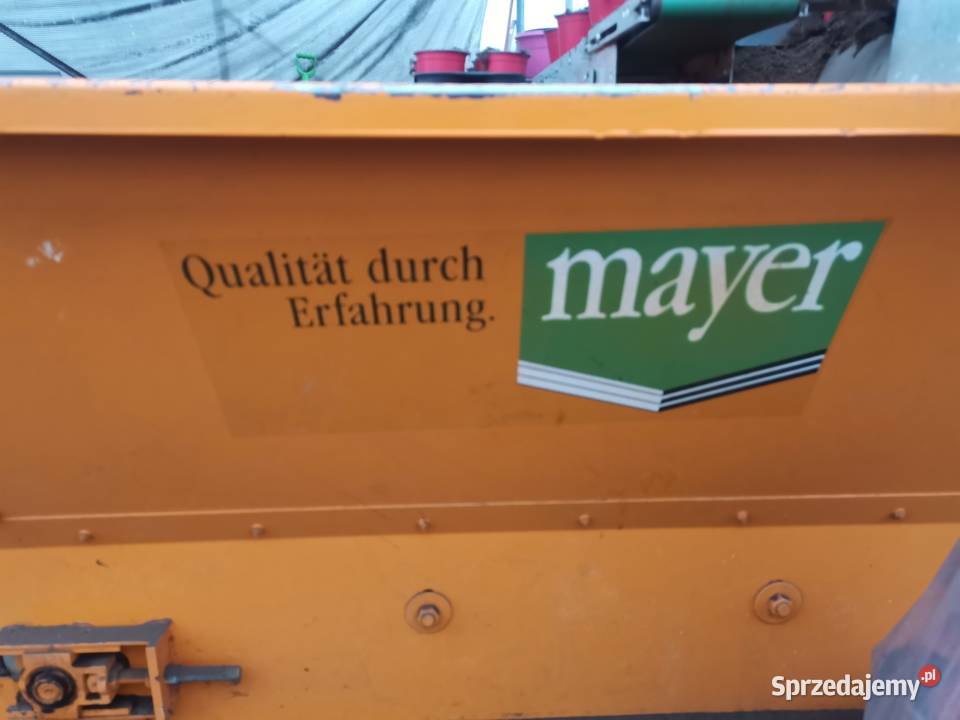 Qualität durch
Erfahrung.
mayer
Sprzedajemy.pl